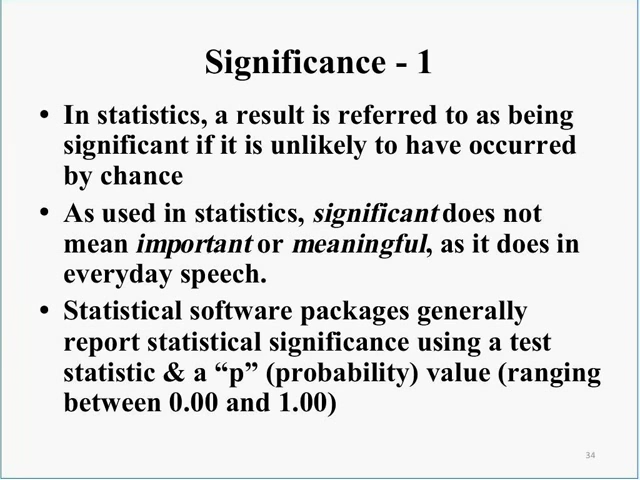 Significance - 1
• In statistics, a result is referred to as being
significant if it is unlikely to have occurred
by chance
• As used in statistics, significant does not
mean important or meaningful, as it does in
everyday speech.
• Statistical software packages generally
report statistical significance using a test
statistic & a “p” (probability) value (ranging
between 0.00 and 1.00)
34